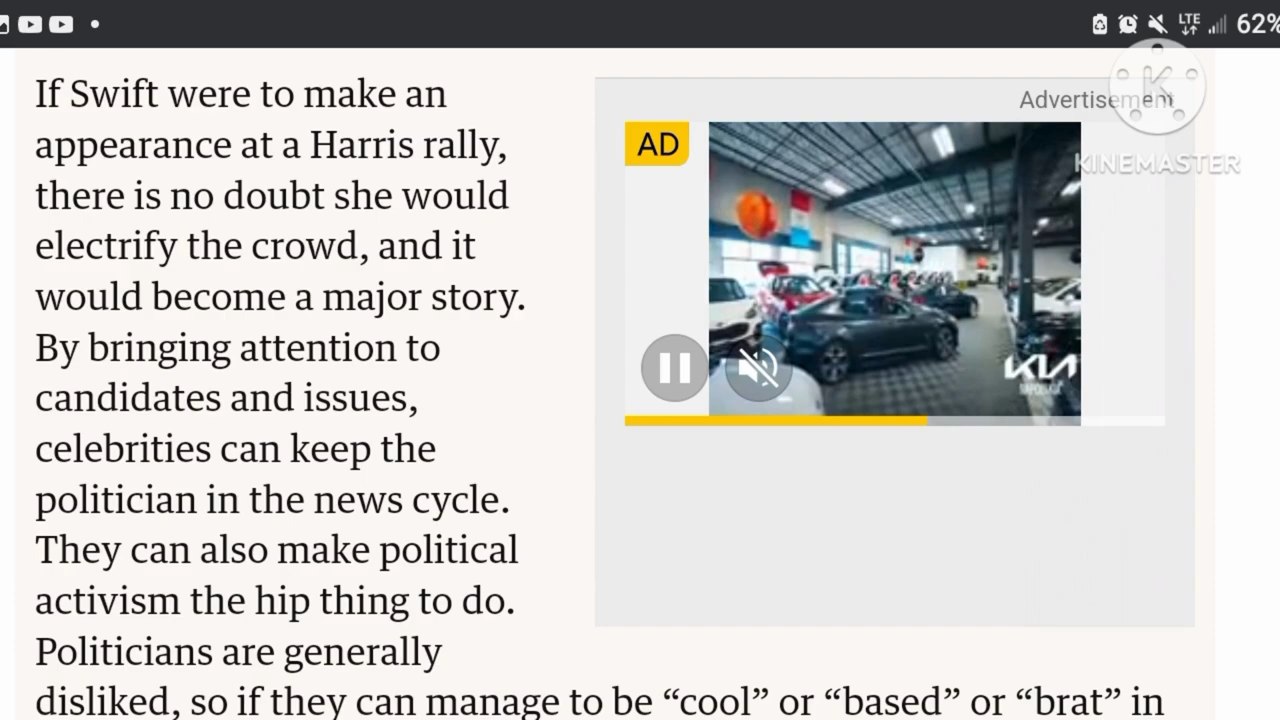 LTE
62%
If Swift were to make an
appearance at a Harris rally,
there is no doubt she would
electrify the crowd, and it
would become a major story.
By bringing attention to
candidates and issues,
celebrities can keep the
politician in the news cycle.
They can also make political
activism the hip thing to do.
Politicians are generally
disliked, so if they can manage to be “cool” or “based” or “brat” in
Advertisement
K
KINEMASTER
AD
KIA